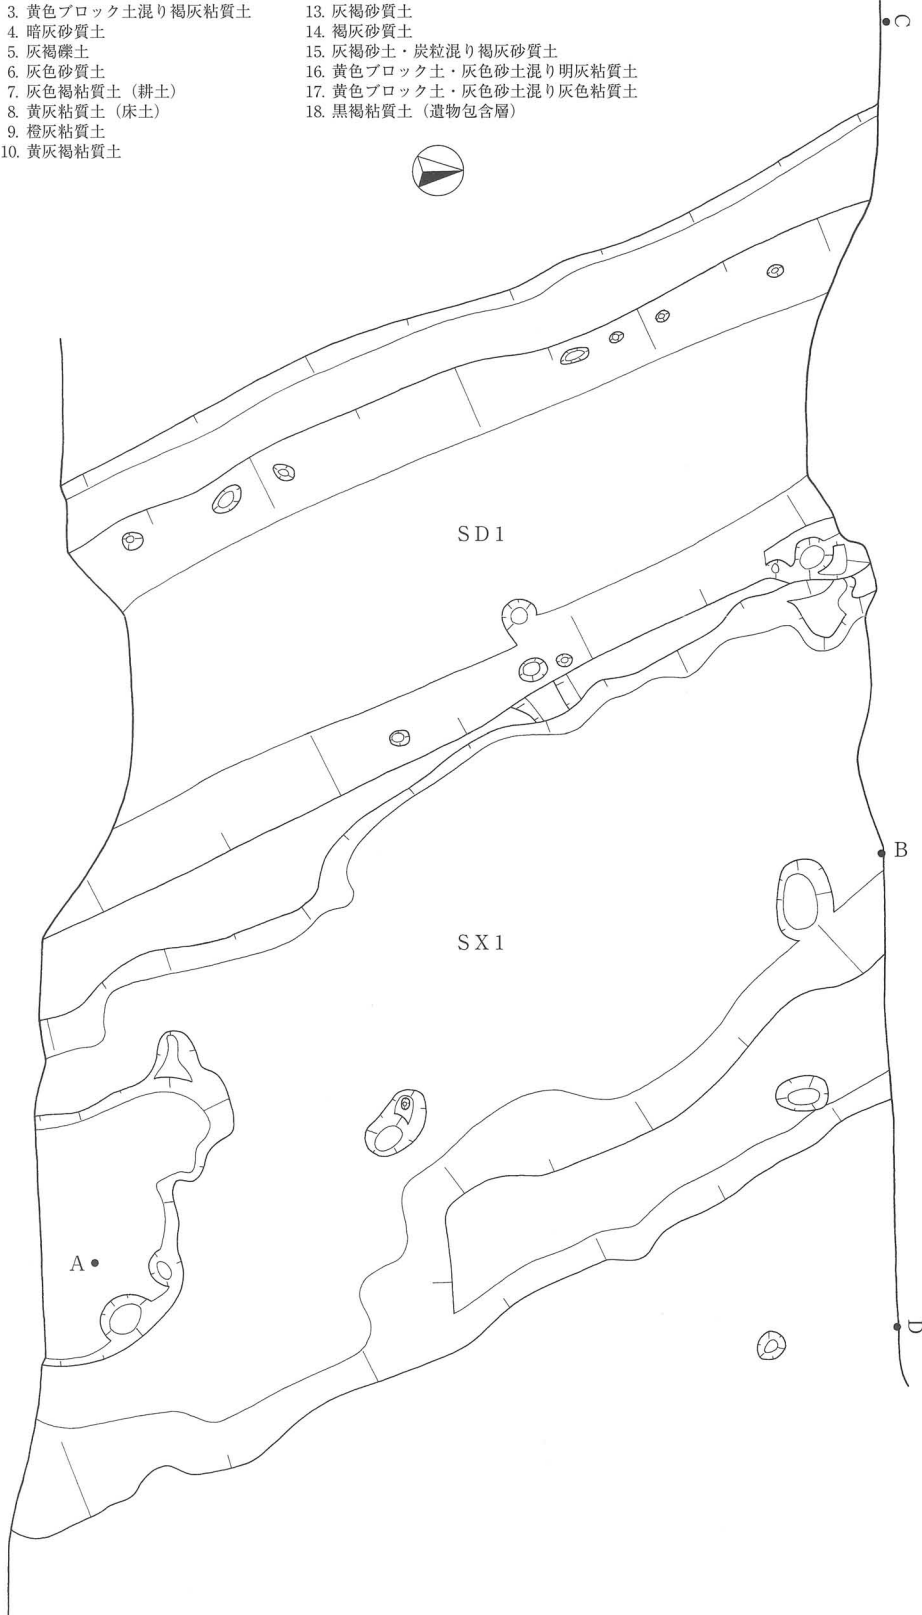 3. 黄色ブロック土混り褐灰粘質土
4. 暗灰砂質土
5. 灰褐礫土
6. 灰色砂質土
7. 灰色褐粘質土（耕土）
8. 黄灰粘質土（床土）
9. 橙灰粘質土
10. 黄灰褐粘質土
13. 灰褐砂質土
14. 褐灰砂質土
15. 灰褐砂土・炭粒混り褐灰砂質土
16. 黄色ブロック土・灰色砂土混り明灰粘質土
17. 黄色ブロック土・灰色砂土混り灰色粘質土
18. 黒褐粘質土（遺物包含層）
C
SD1
B
SX1
A
D